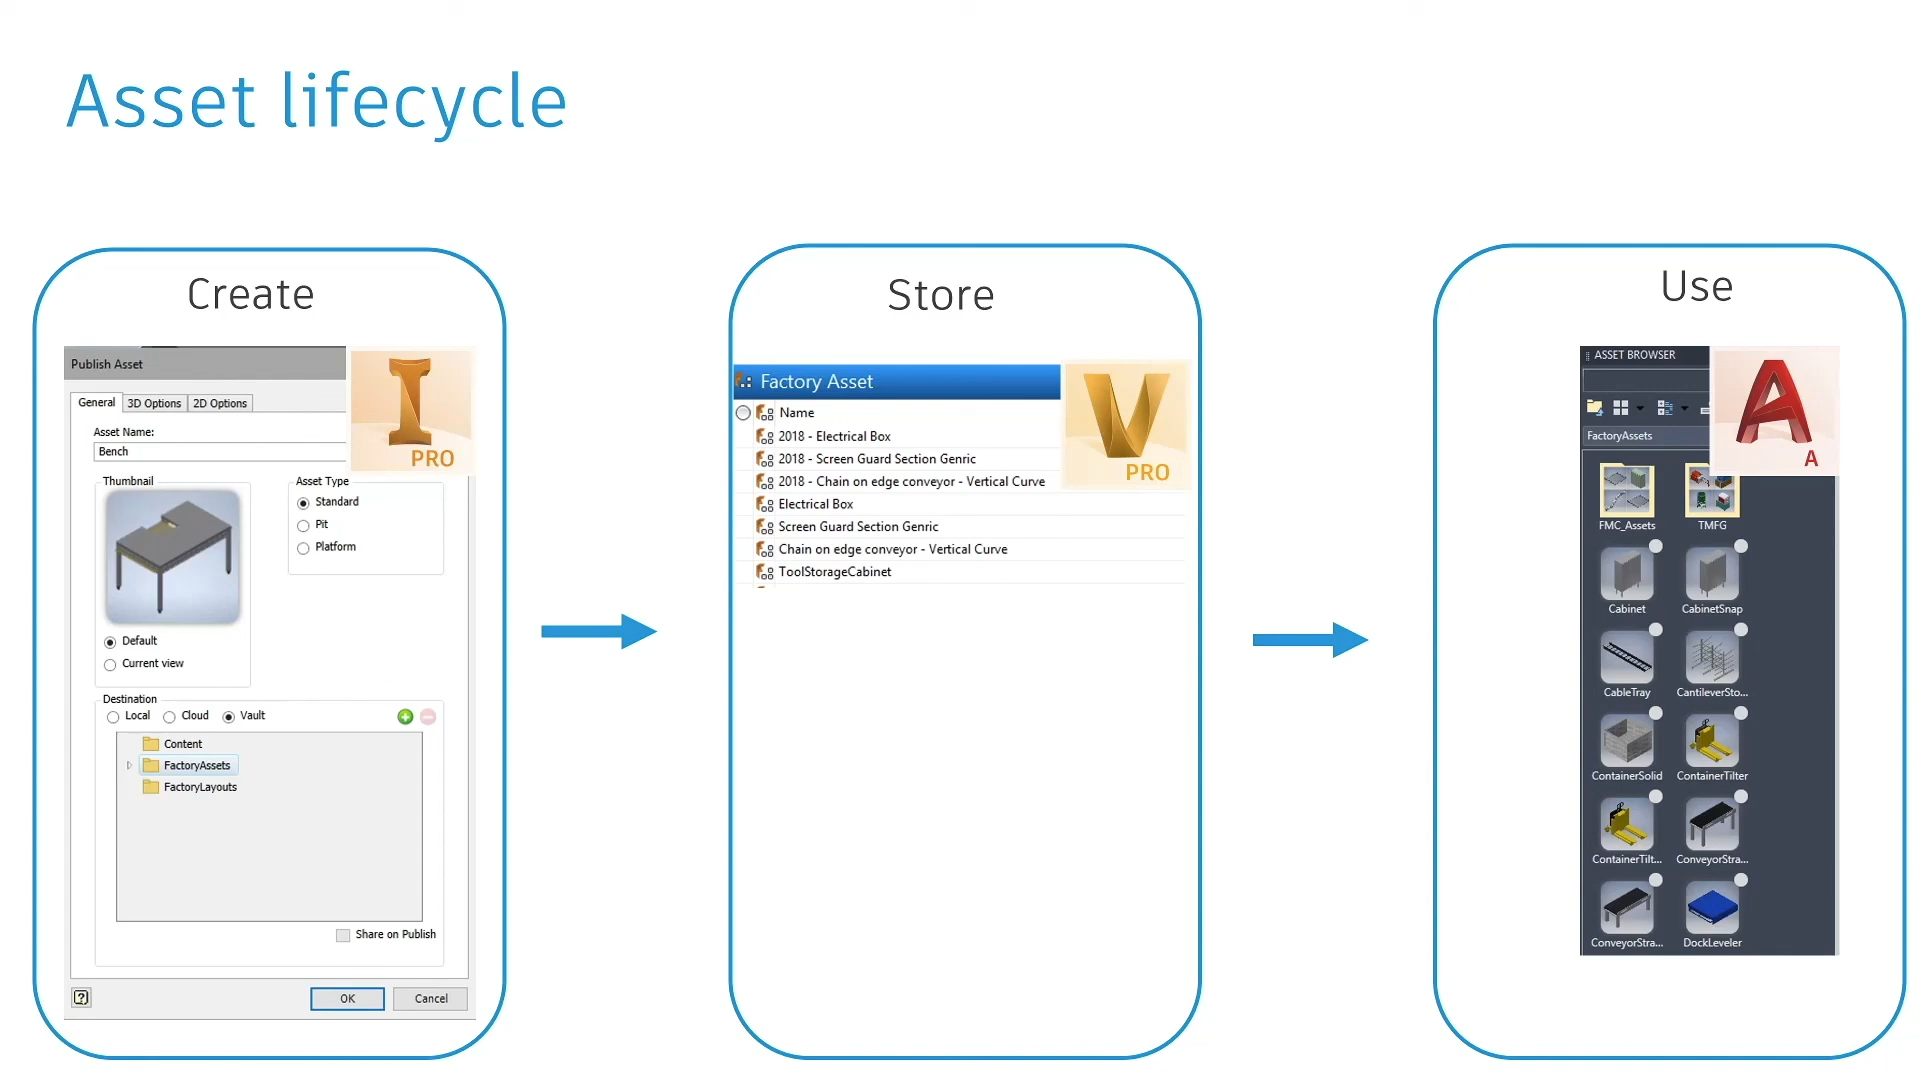 Asset lifecycle
Create
Publish Asset
PRO
General 3D Options 2D Options
Asset Name:
Bench
Thumbnail
Asset Type
Standard
Pit
Platform
Default
Current view
Destination
Local Cloud Vault
Content
FactoryAssets
FactoryLayouts
Share on Publish
OK Cancel
Store
Factory Asset
PRO
Name
2018 - Electrical Box
2018 - Screen Guard Section Genric
2018 - Chain on edge conveyor - Vertical Curve
Electrical Box
Screen Guard Section Genric
Chain on edge conveyor - Vertical Curve
ToolStorageCabinet
Use
ASSET BROWSER
A
FactoryAssets
FMC_Assets TMFG
Cabinet CabinetSnap
CableTray CantileverSto...
ContainerSolid ContainerTilter
ContainerTilt... ConveyorStra...
ConveyorStra... DockLeveler